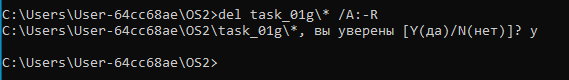 C:\Users\User-64cc68ae\OS2>del task_01g\* /A:-R
C:\Users\User-64cc68ae\OS2\task_01g\*, вы уверены [Y(да)/N(нет)]? y
C:\Users\User-64cc68ae\OS2>